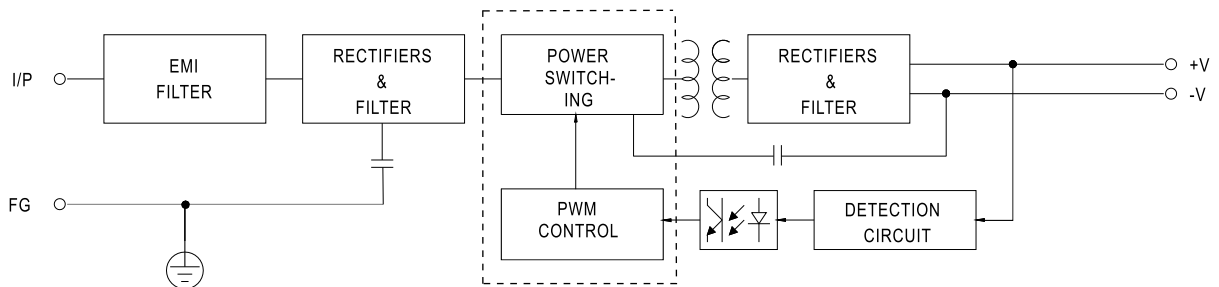 I/P
EMI
FILTER
RECTIFIERS
&
FILTER
POWER
SWITCH-
ING
RECTIFIERS
&
FILTER
+V
-V
FG
PWM
CONTROL
DETECTION
CIRCUIT